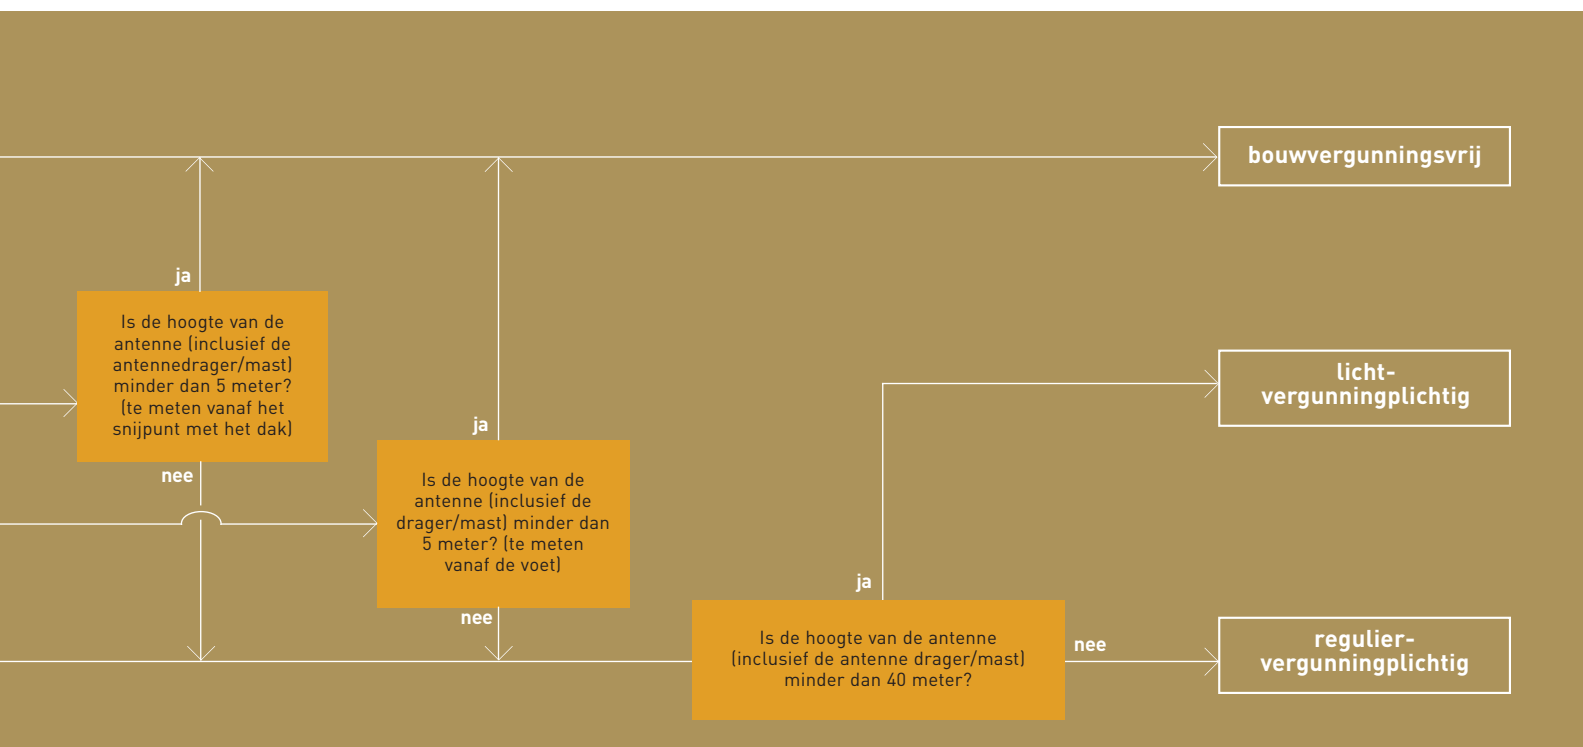 bouwvergunningsvrij
ja
Is de hoogte van de
antenne (inclusief de
antennedrager/mast)
minder dan 5 meter?
(te meten vanaf het
snijpunt met het dak)
nee
ja
Is de hoogte van de
antenne (inclusief de
drager/mast) minder dan
5 meter? (te meten
vanaf de voet)
nee
licht-
vergunningplichtig
ja
Is de hoogte van de antenne
(inclusief de antenne drager/mast)
minder dan 40 meter?
nee
regulier-
vergunningplichtig